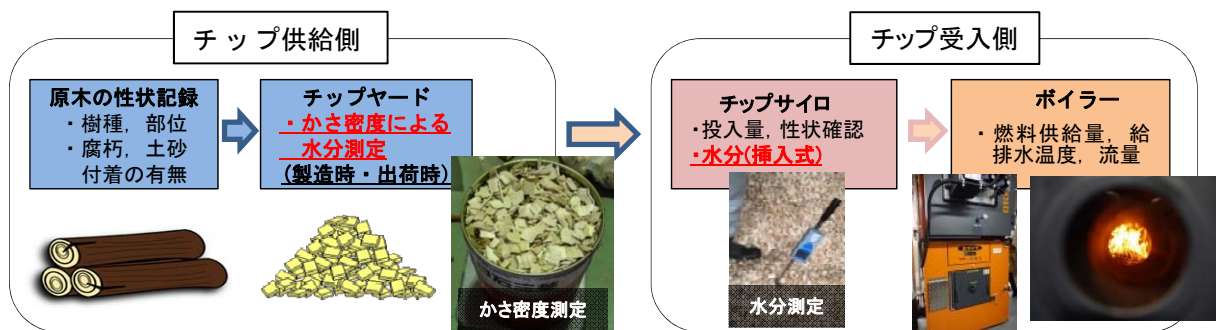 チップ供給側
原木の性状記録
・樹種，部位
・腐朽，土砂
付着の有無
チップヤード
・かさ密度による
水分測定
(製造時・出荷時)
かさ密度測定
チップ受入側
チップサイロ
・投入量，性状確認
・水分(挿入式)
水分測定
ボイラー
・燃料供給量，給
排水温度，流量